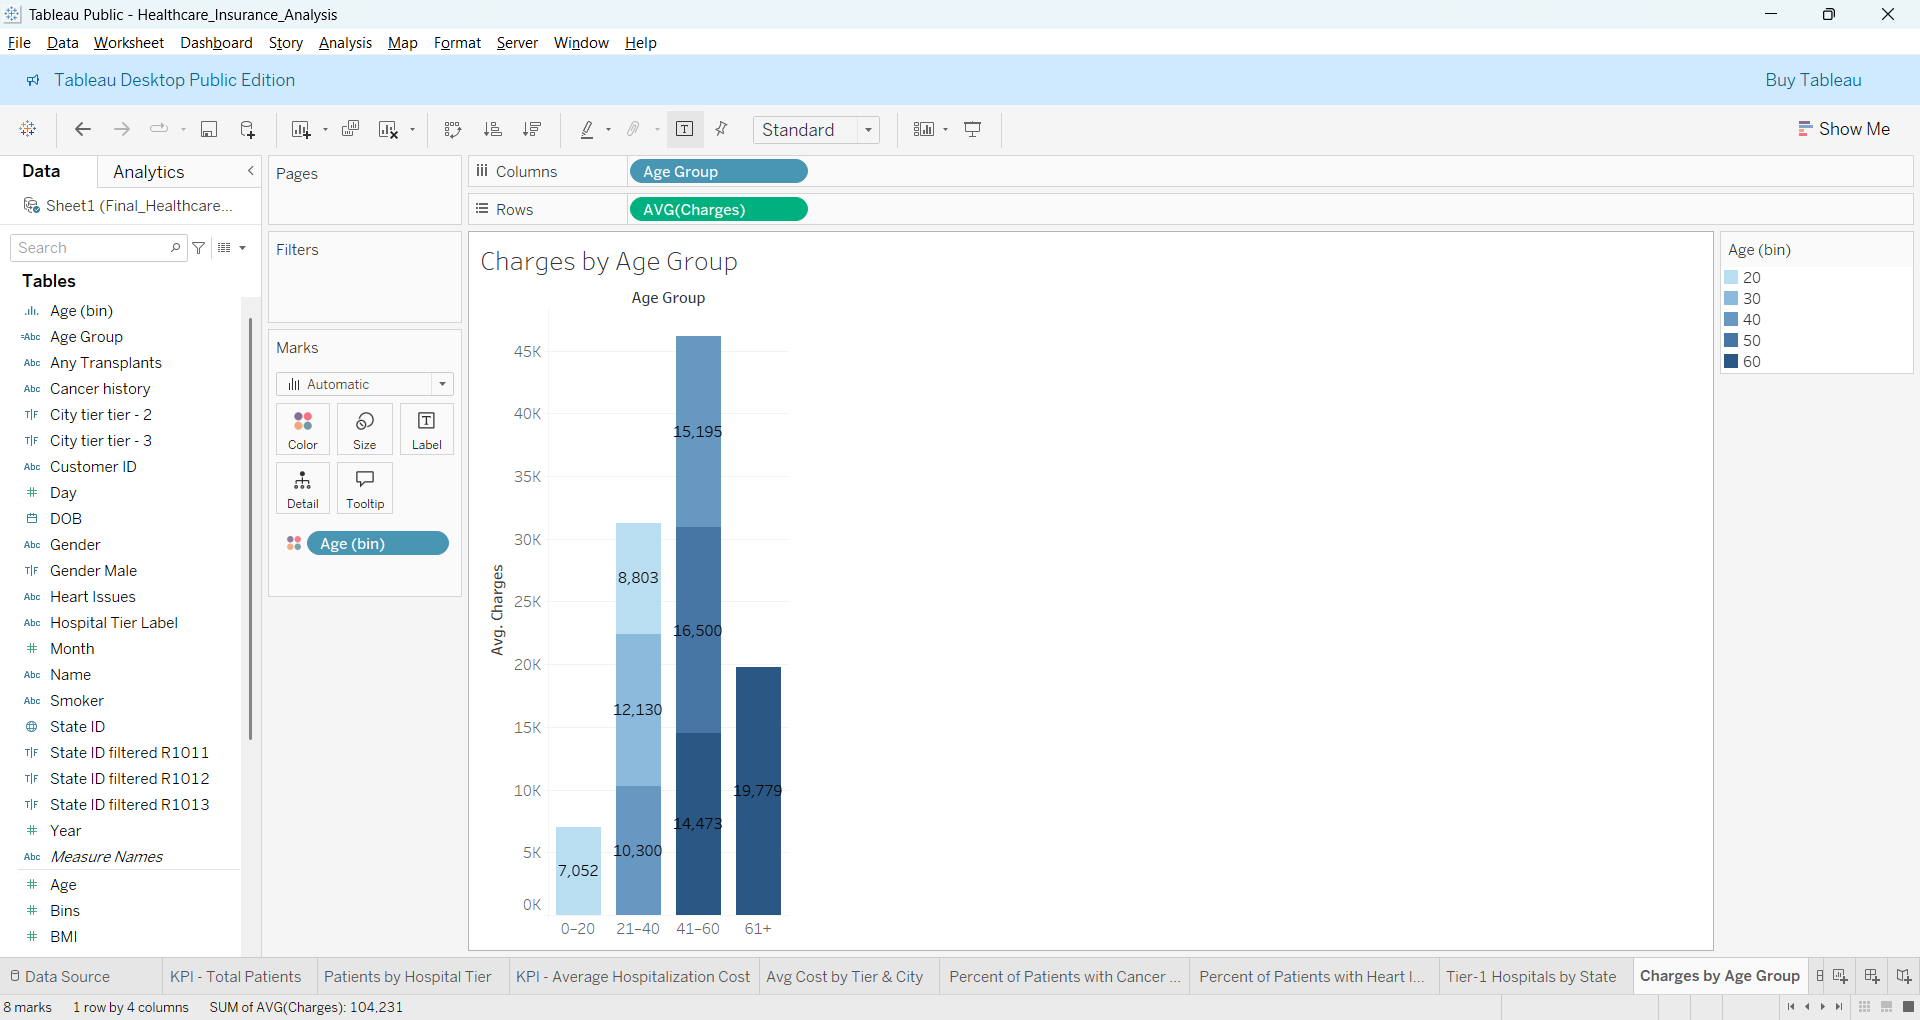 Tableau Public - Healthcare_Insurance_Analysis
File Data Worksheet Dashboard Story Analysis Map Format Server Window Help
Tableau Desktop Public Edition
Buy Tableau
Standard
Show Me
Data
Analytics
Sheet1 (Final_Healthcare...
Search
Tables
Age (bin)
=Abc Age Group
Abc Any Transplants
Abc Cancer history
T|F City tier tier - 2
T|F City tier tier - 3
Abc Customer ID
# Day
DOB
Abc Gender
T|F Gender Male
Abc Heart Issues
Abc Hospital Tier Label
# Month
Abc Name
Abc Smoker
State ID
T|F State ID filtered R1011
T|F State ID filtered R1012
T|F State ID filtered R1013
# Year
Abc Measure Names
# Age
# Bins
# BMI
Pages
Filters
Marks
Automatic
Color
Size
T
Label
Detail
Tooltip
Age (bin)
Columns
Age Group
Rows
AVG(Charges)
Charges by Age Group
Age Group
Avg. Charges
45K
40K
35K
30K
25K
20K
15K
10K
5K
0K
7,052
8,803
12,130
10,300
15,195
16,500
14,473
19,779
0–20
21–40
41–60
61+
Age (bin)
20
30
40
50
60
Data Source
KPI - Total Patients
Patients by Hospital Tier
KPI - Average Hospitalization Cost
Avg Cost by Tier & City
Percent of Patients with Cancer ...
Percent of Patients with Heart I...
Tier-1 Hospitals by State
Charges by Age Group
8 marks
1 row by 4 columns
SUM of AVG(Charges): 104,231